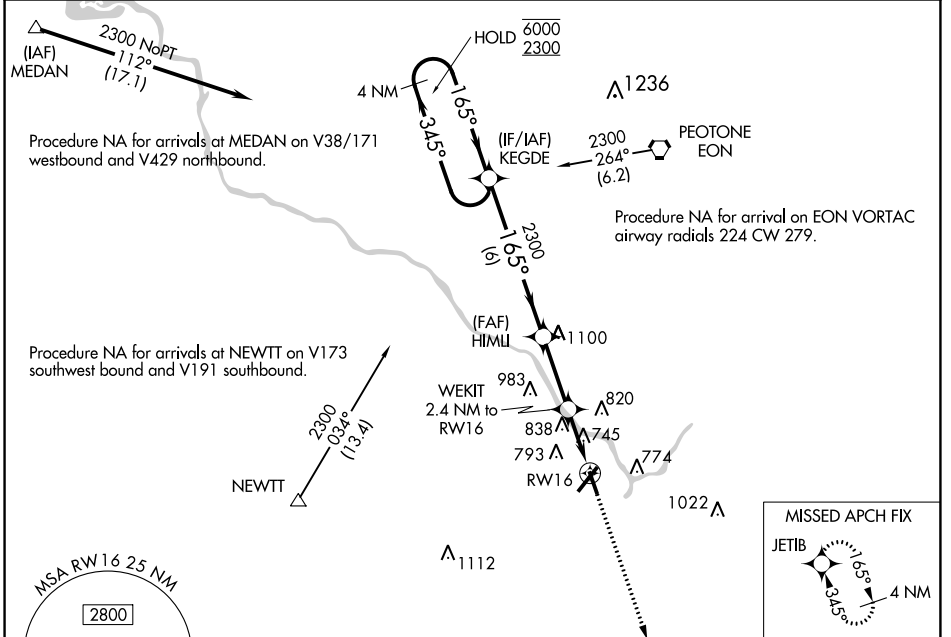 2300 NoPT
112°
(17.1)
(IAF)
MEDAN
HOLD 6000
2300
4 NM
165°
345°
1236
(IF/IAF)
KEGDE
2300
264°
(6.2)
PEOTONE
EON
Procedure NA for arrivals at MEDAN on V38/171
westbound and V429 northbound.
Procedure NA for arrival on EON VORTAC
airway radials 224 CW 279.
2300
165°
(6)
(FAF)
HIMLI
1100
Procedure NA for arrivals at NEWTT on V173
southwest bound and V191 southbound.
2300
034°
(13.4)
NEWTT
983
WEKIT
2.4 NM to
RW16
820
838
745
793
774
RW16
1022
1112
MISSED APCH FIX
JETIB
165°
345°
4 NM
MSA RW16 25 NM
2800